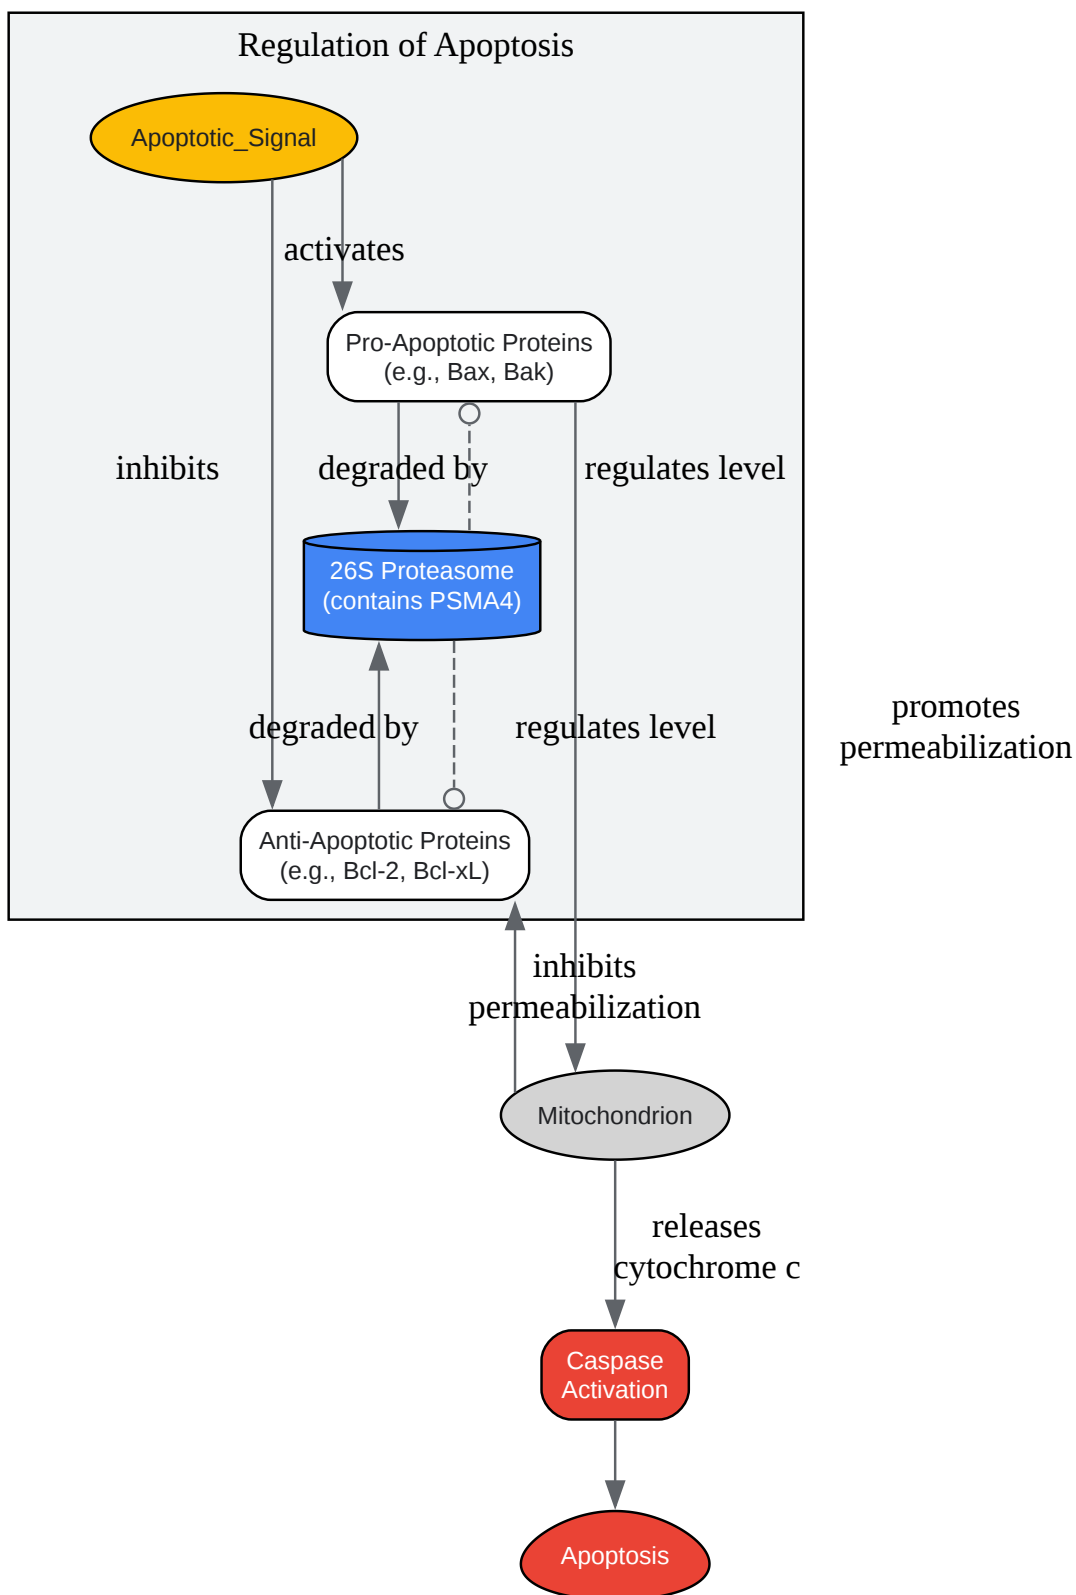 Regulation of Apoptosis
Apoptotic_Signal
activates
Pro-Apoptotic Proteins
(e.g., Bax, Bak)
inhibits
degraded by
regulates level
26S Proteasome
(contains PSMA4)
degraded by
regulates level
promotes
permeabilization
Anti-Apoptotic Proteins
(e.g., Bcl-2, Bcl-xL)
inhibits
permeabilization
Mitochondrion
releases
cytochrome c
Caspase
Activation
Apoptosis